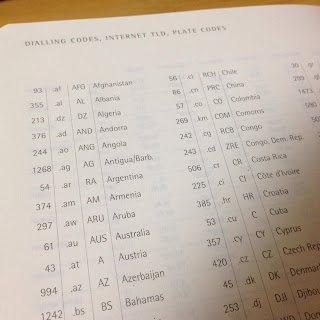 DIALLING CODES, INTERNET TLD, PLATE CODES
93 .af AFG Afghanistan
355 .al AL Albania
213 .dz DZ Algeria
376 .ad AND Andorra
244 .ao ANG Angola
1268 .ag AG Antigua/Barb.
54 .ar RA Argentina
374 .am AM Armenia
297 .aw ARU Aruba
61 .au AUS Australia
43 .at A Austria
994 .az AZ Azerbaijan
1242 .bs BS Bahamas
56 .cl RCH Chile
86 .cn PRC China
57 .co CO Colombia
269 .km COM Comoros
242 .cg RCB Congo
243 .cd ZRE Congo, Dem. Rep.
506 .cr CR Costa Rica
225 .ci CI Côte d'Ivoire
385 .hr HR Croatia
53 .cu C Cuba
357 .cy CY Cyprus
420 .cz CZ Czech
45 .dk DK
253 .dj DJI
30 .gr
299
1473
590